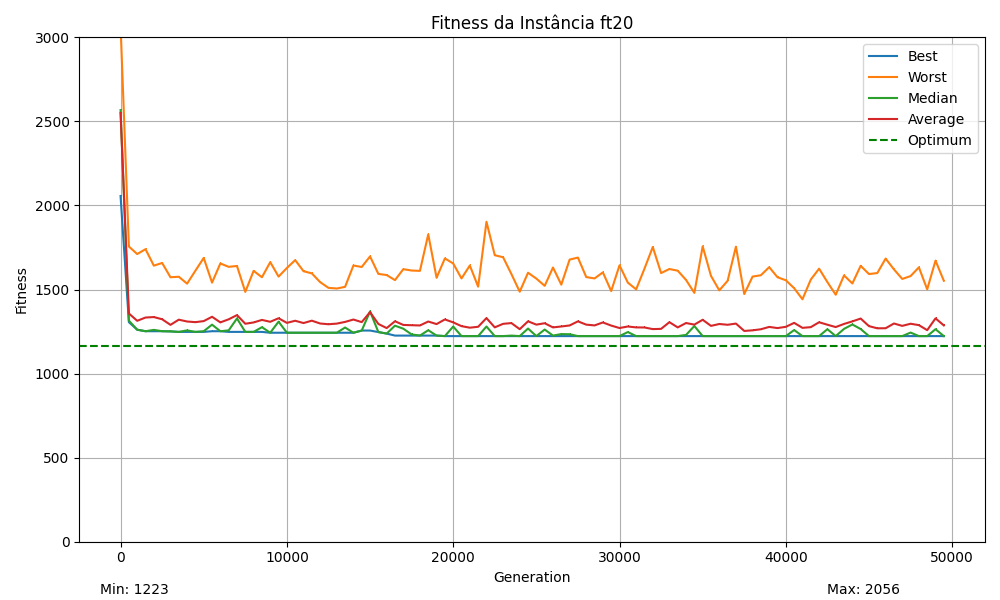 Fitness da Instância ft20
Best
Worst
Median
Average
Optimum
3000
2500
2000
1500
1000
500
0
Fitness
0 10000 20000 30000 40000 50000
Generation
Min: 1223
Max: 2056